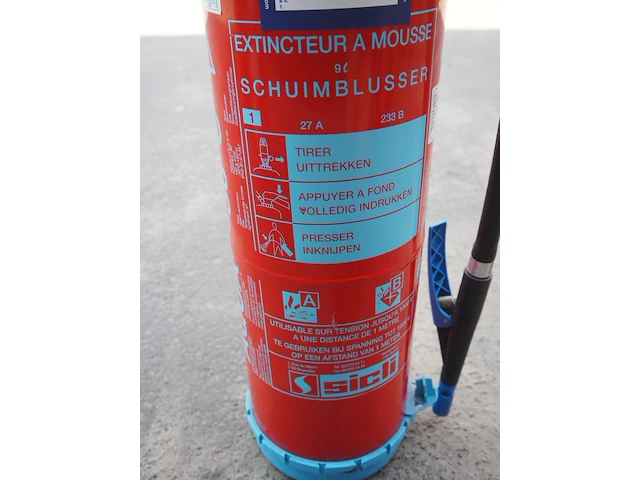 EXTINCTEUR A MOUSSE
9ℓ
SCHUIMBLUSSER
1
27 A 233 B
TIRER
UITTREKKEN
APPUYER A FOND
VOLLEDIG INDRUKKEN
PRESSER
INKNIJPEN
A B
UTILISABLE SUR TENSION JUSQU'A
A UNE DISTANCE DE 1 METRE
TE GEBRUIKEN BIJ SPANNING TOT
OP EEN AFSTAND VAN 1 METER
sicli